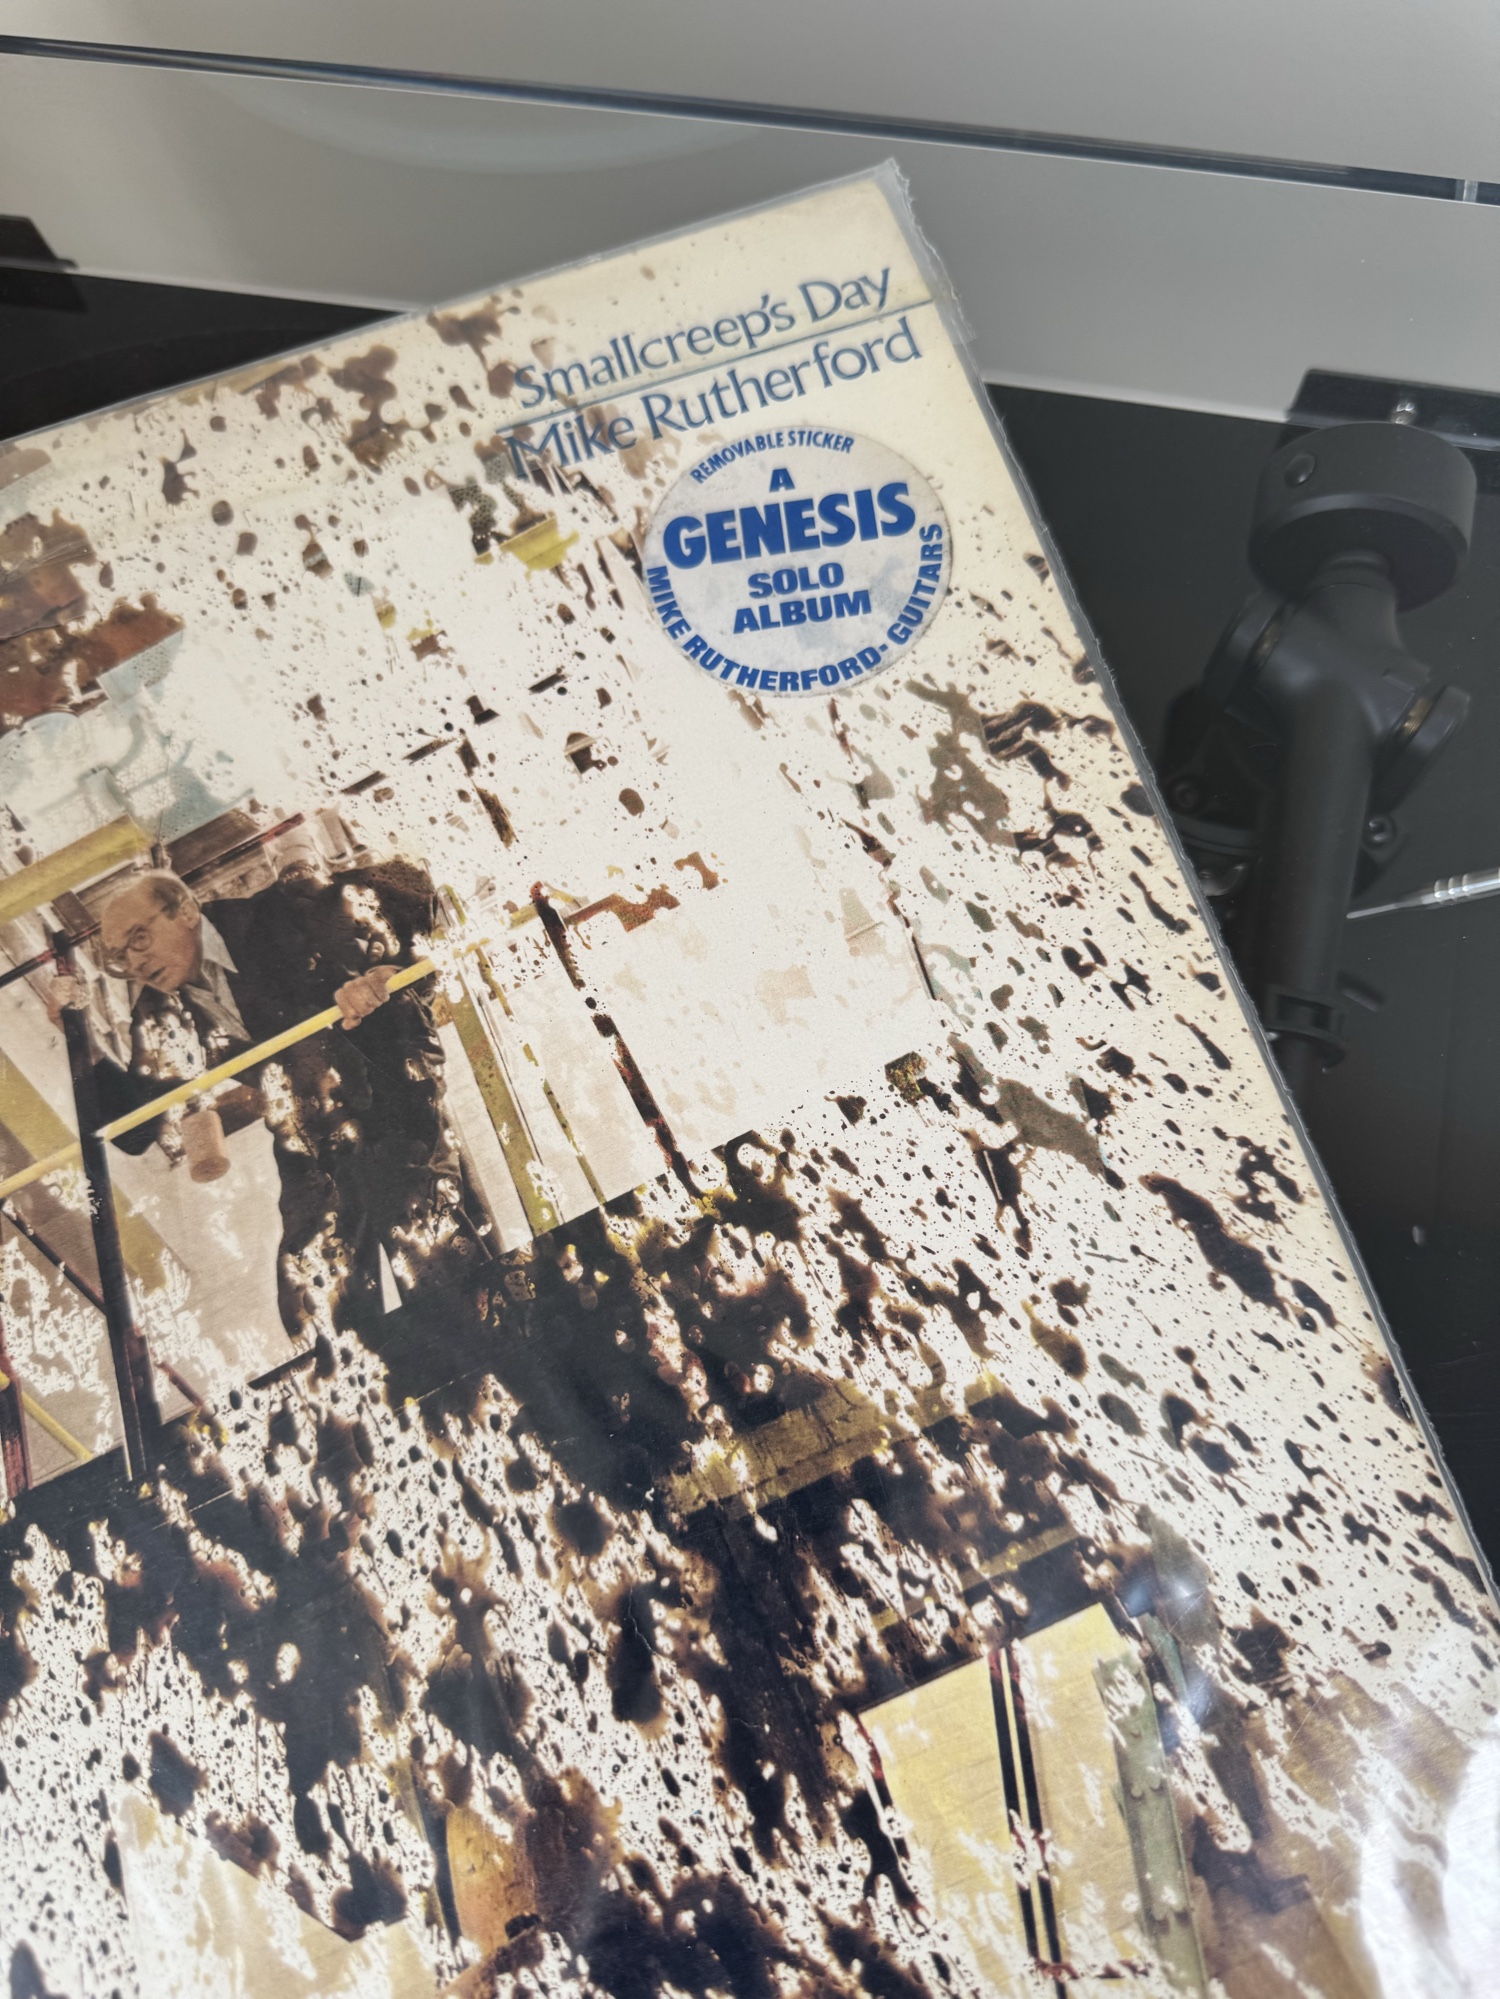 Smallcreep's Day
Mike Rutherford
REMOVABLE STICKER
A
GENESIS
SOLO
ALBUM
MIKE RUTHERFORD- GUITARS